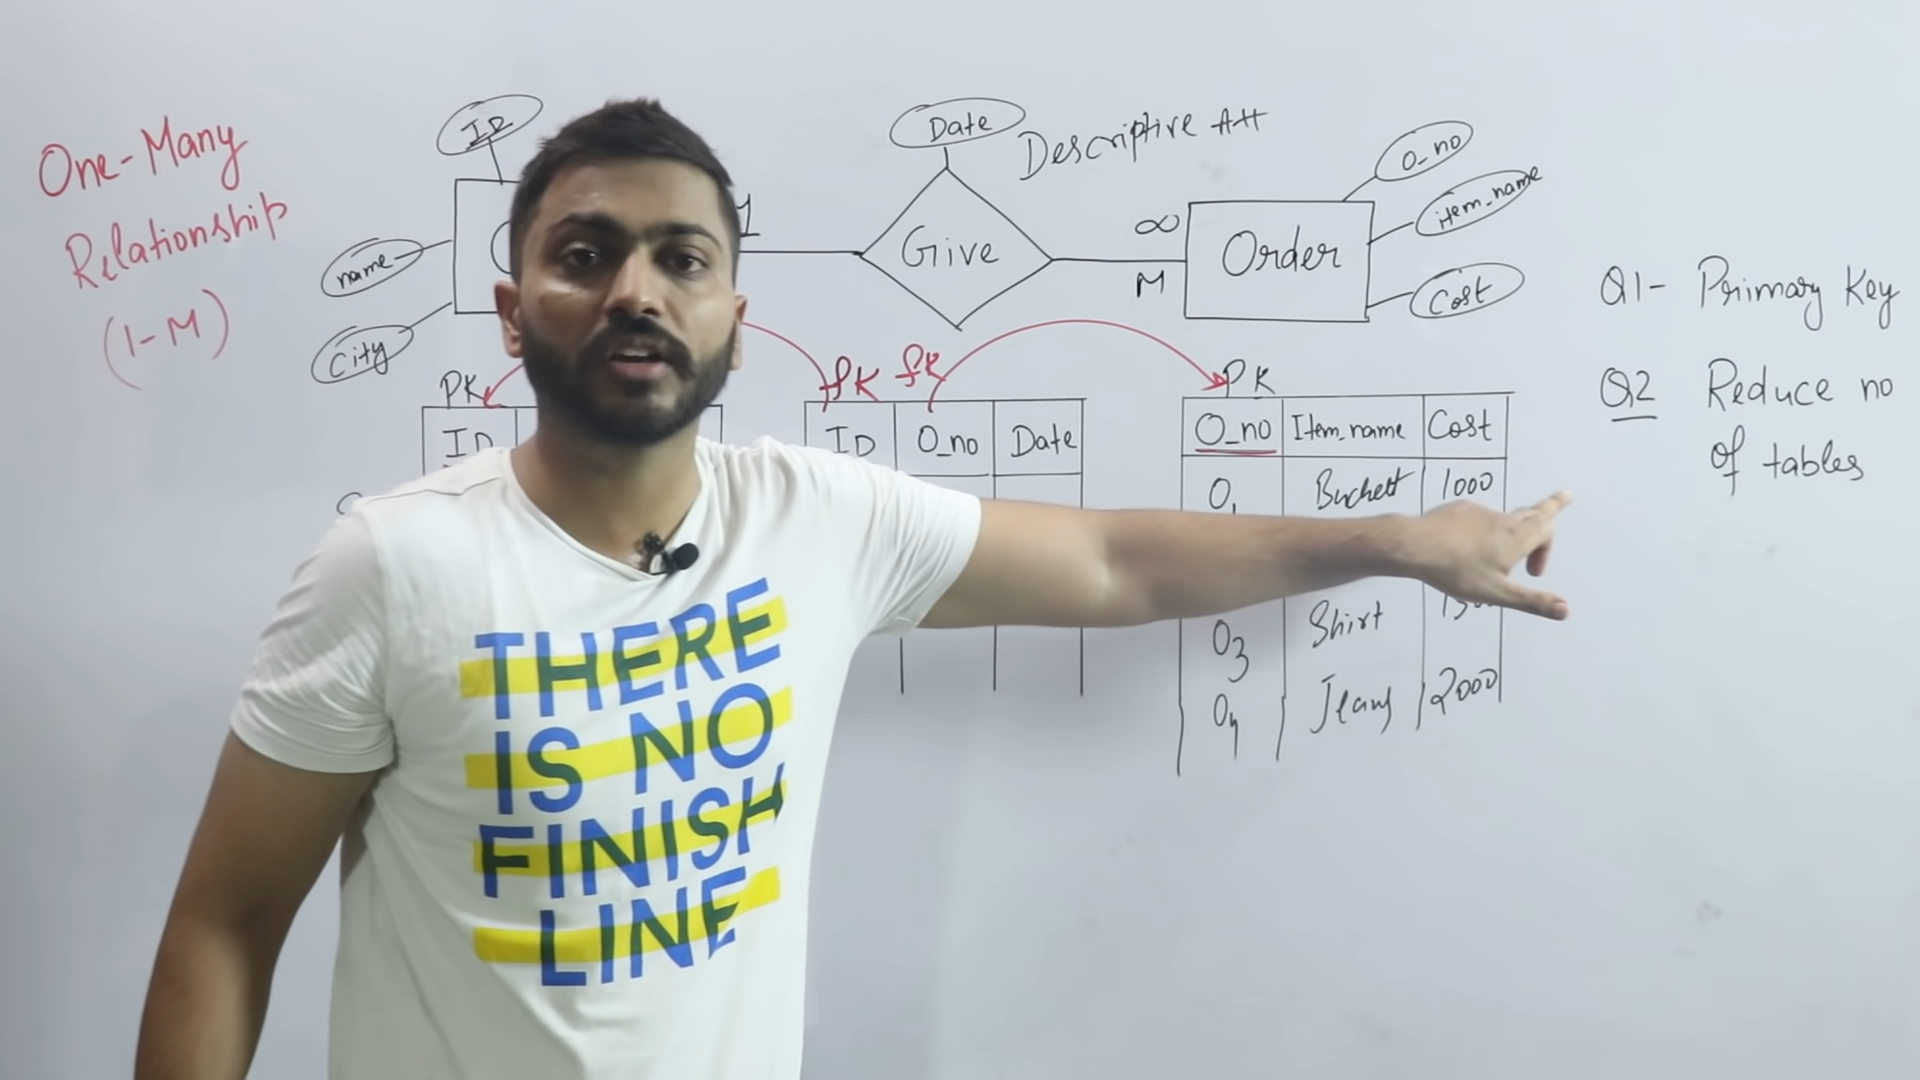 One-Many
Relationship
(1-M)
ID
name
City
1
Date
Descriptive Att
Give
∞
M
Order
O_no
item_name
Cost
Q1- Primary Key
Q2 Reduce no
of tables
PK
ID
fK fK
ID O_no Date
PK
O_no Item_name Cost
O1 Buckett 1000
O3 Shirt
O4 Jeans 2000
THERE
IS NO
FINISH
LINE